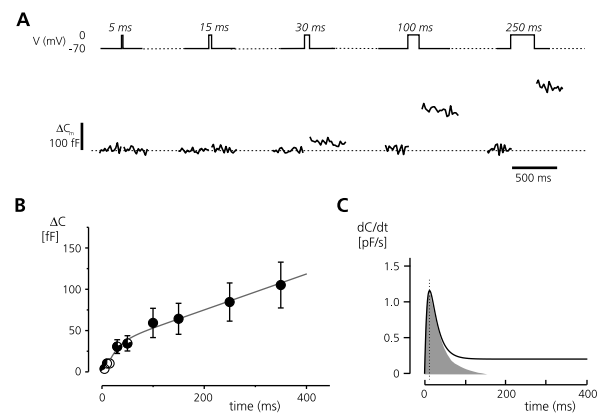 A
5 ms 15 ms 30 ms 100 ms 250 ms
V (mV) 0
-70
ΔCm
100 fF
500 ms
B
ΔC
[fF]
150
100
50
0
0 200 400
time (ms)
C
dC/dt
[pF/s]
1.5
1.0
0.5
0
0 200 400
time (ms)